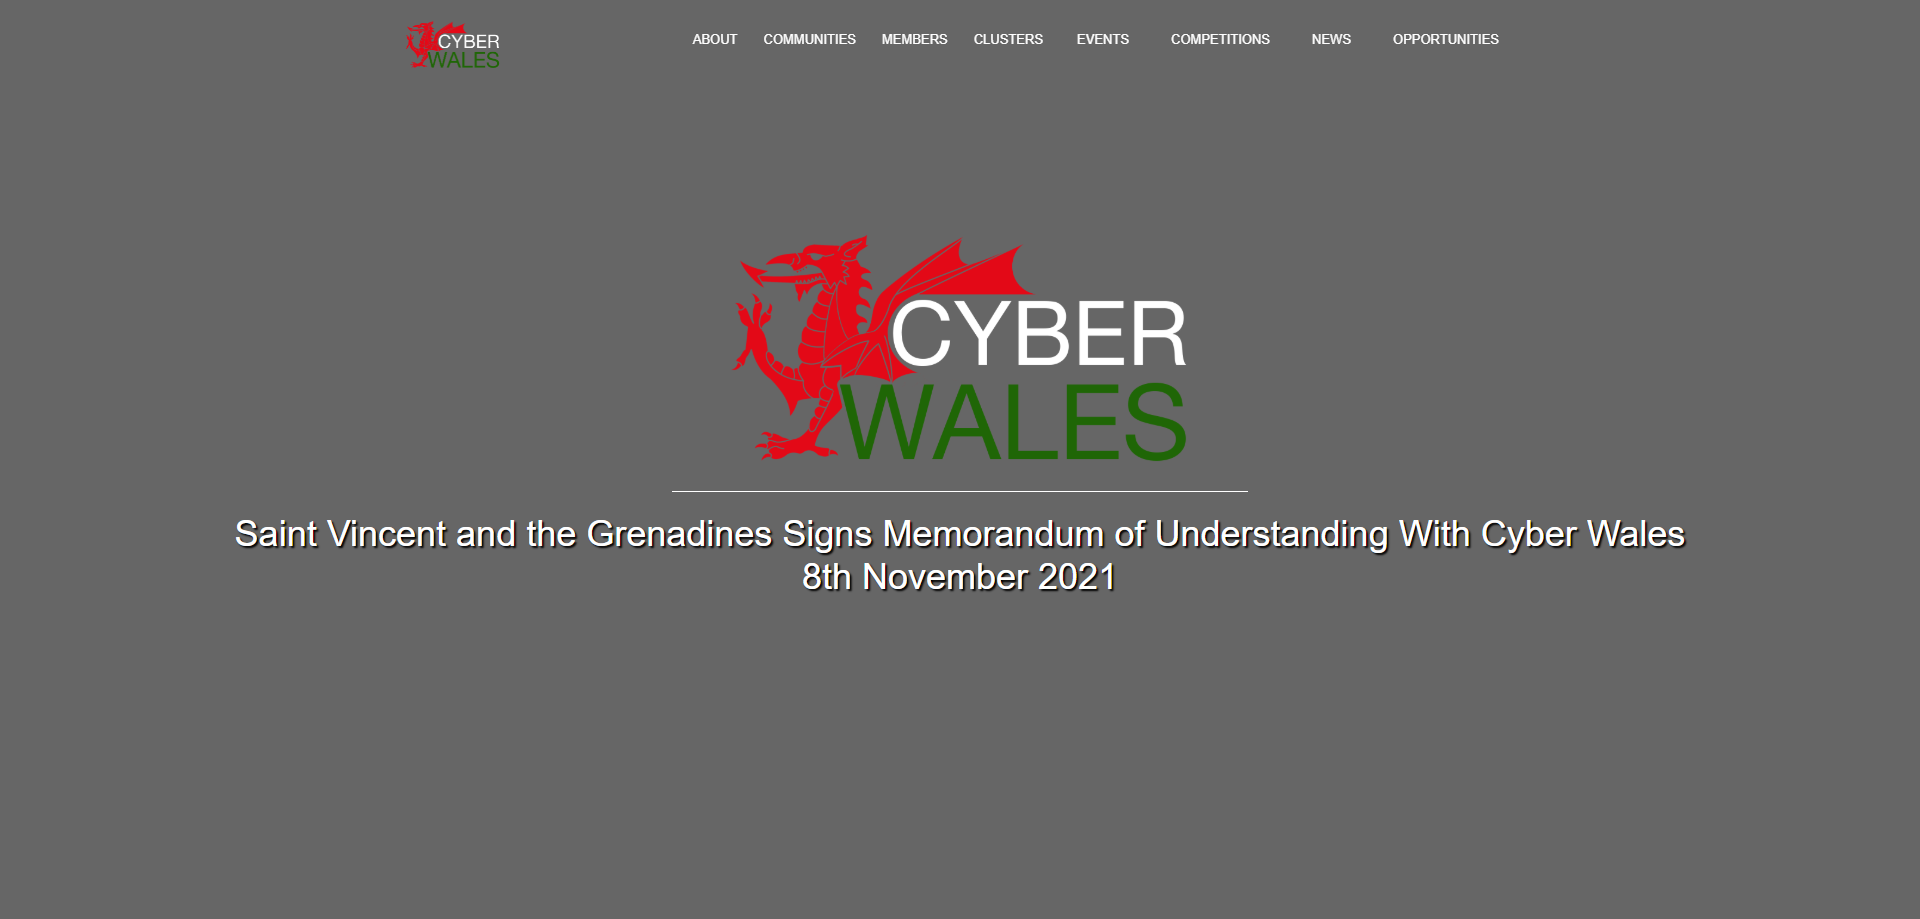 CYBER
WALES
ABOUT COMMUNITIES MEMBERS CLUSTERS EVENTS COMPETITIONS NEWS OPPORTUNITIES
CYBER
WALES
Saint Vincent and the Grenadines Signs Memorandum of Understanding With Cyber Wales
8th November 2021